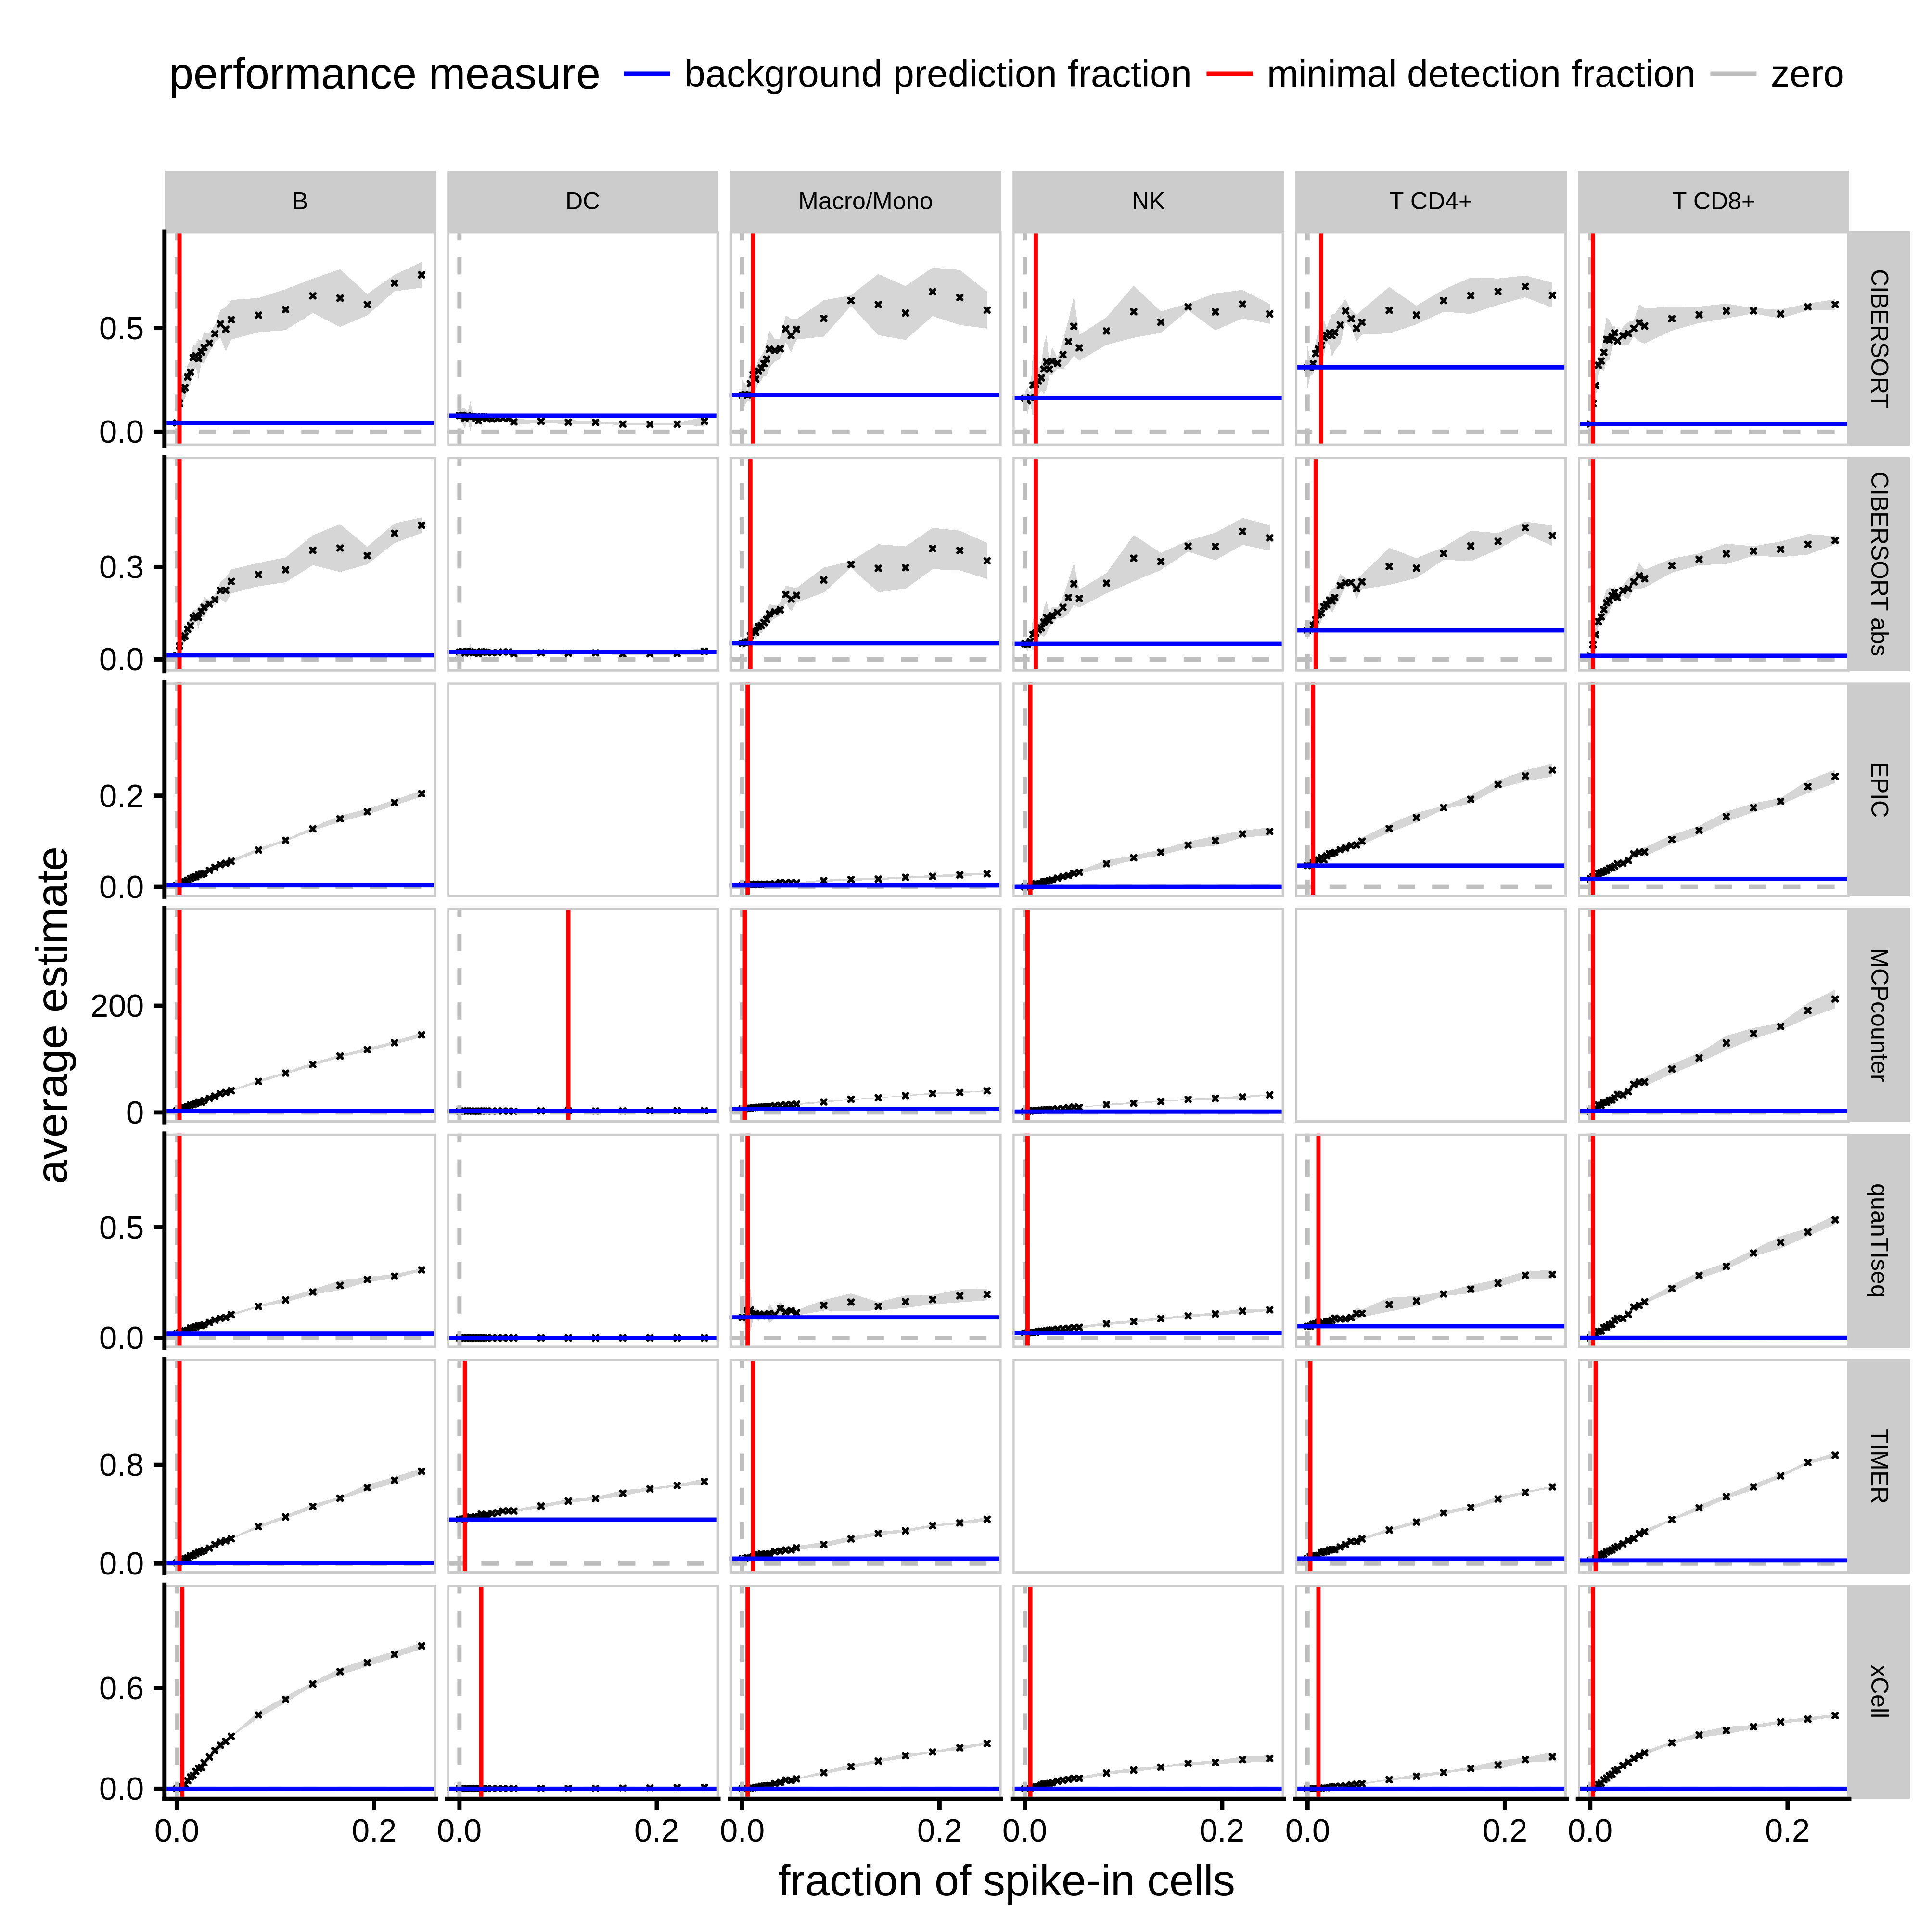 performance measure background prediction fraction minimal detection fraction zero
B DC Macro/Mono NK T CD4+ T CD8+
0.5
0.0
CIBERSORT
0.3
0.0
CIBERSORT abs
0.2
0.0
EPIC
200
0
MCPcounter
0.5
0.0
quanTIseq
0.8
0.0
TIMER
0.6
0.0
xCell
average estimate
0.0 0.2 0.0 0.2 0.0 0.2 0.0 0.2 0.0 0.2 0.0 0.2
fraction of spike-in cells